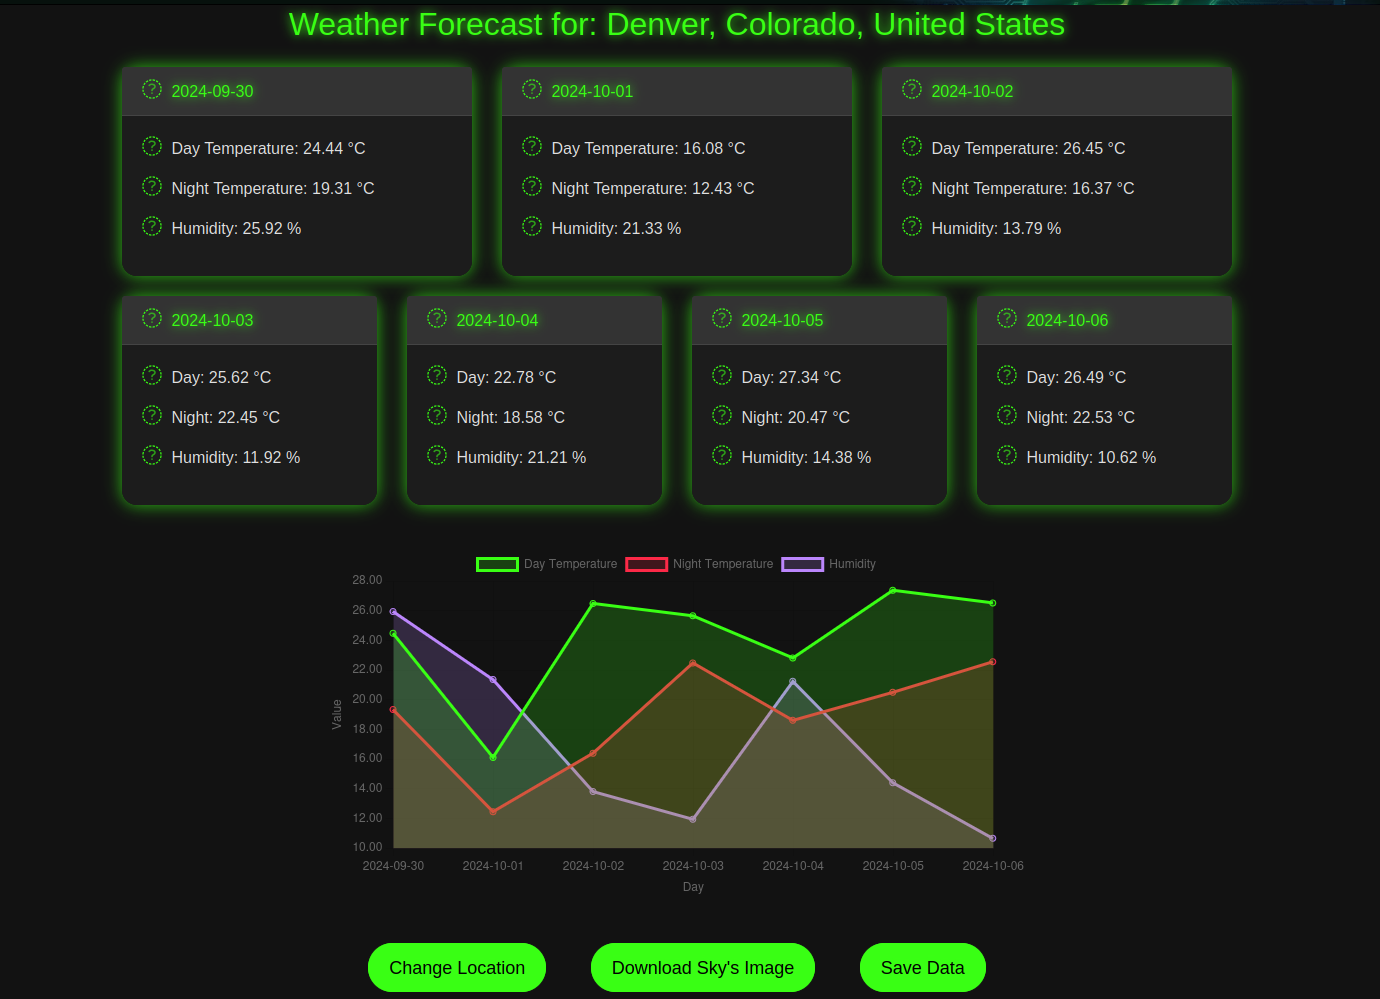 Weather Forecast for: Denver, Colorado, United States
2024-09-30
Day Temperature: 24.44 °C
Night Temperature: 19.31 °C
Humidity: 25.92 %
2024-10-01
Day Temperature: 16.08 °C
Night Temperature: 12.43 °C
Humidity: 21.33 %
2024-10-02
Day Temperature: 26.45 °C
Night Temperature: 16.37 °C
Humidity: 13.79 %
2024-10-03
Day: 25.62 °C
Night: 22.45 °C
Humidity: 11.92 %
2024-10-04
Day: 22.78 °C
Night: 18.58 °C
Humidity: 21.21 %
2024-10-05
Day: 27.34 °C
Night: 20.47 °C
Humidity: 14.38 %
2024-10-06
Day: 26.49 °C
Night: 22.53 °C
Humidity: 10.62 %
Day Temperature Night Temperature Humidity
28.00
26.00
24.00
22.00
20.00
18.00
16.00
14.00
12.00
10.00
Value
2024-09-30 2024-10-01 2024-10-02 2024-10-03 2024-10-04 2024-10-05 2024-10-06
Day
Change Location
Download Sky's Image
Save Data